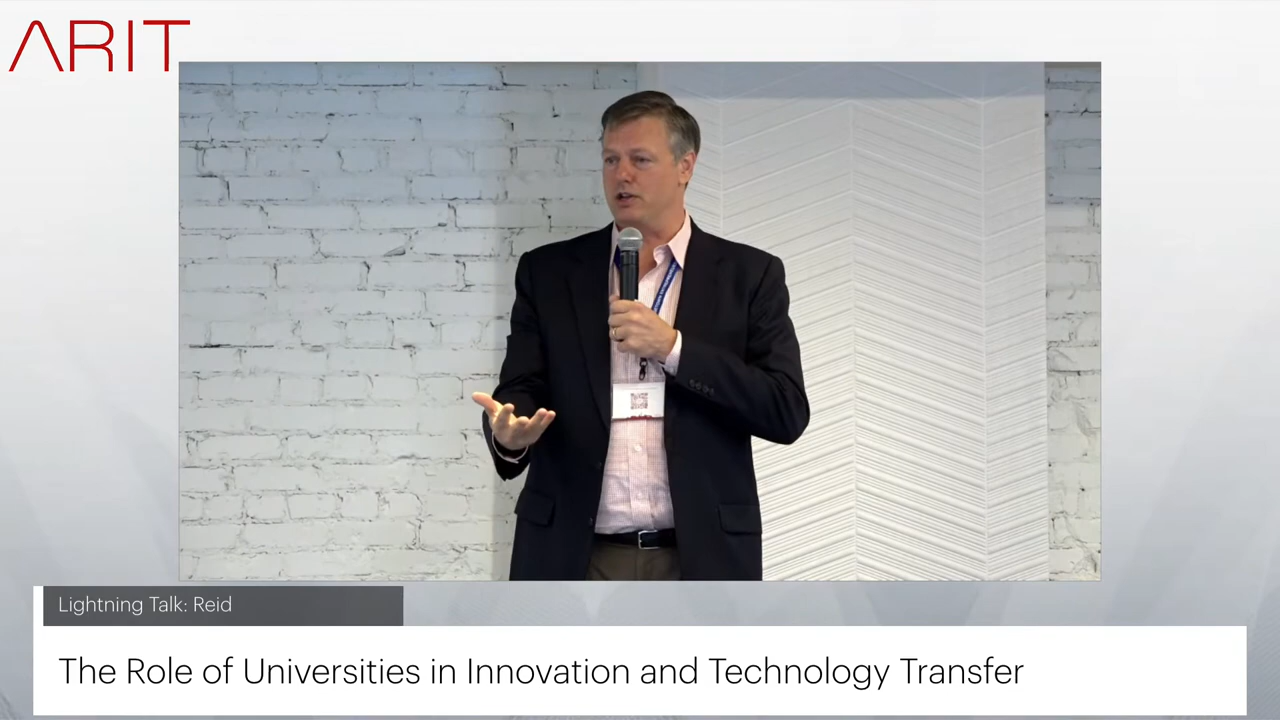 ARIT
Lightning Talk: Reid
The Role of Universities in Innovation and Technology Transfer